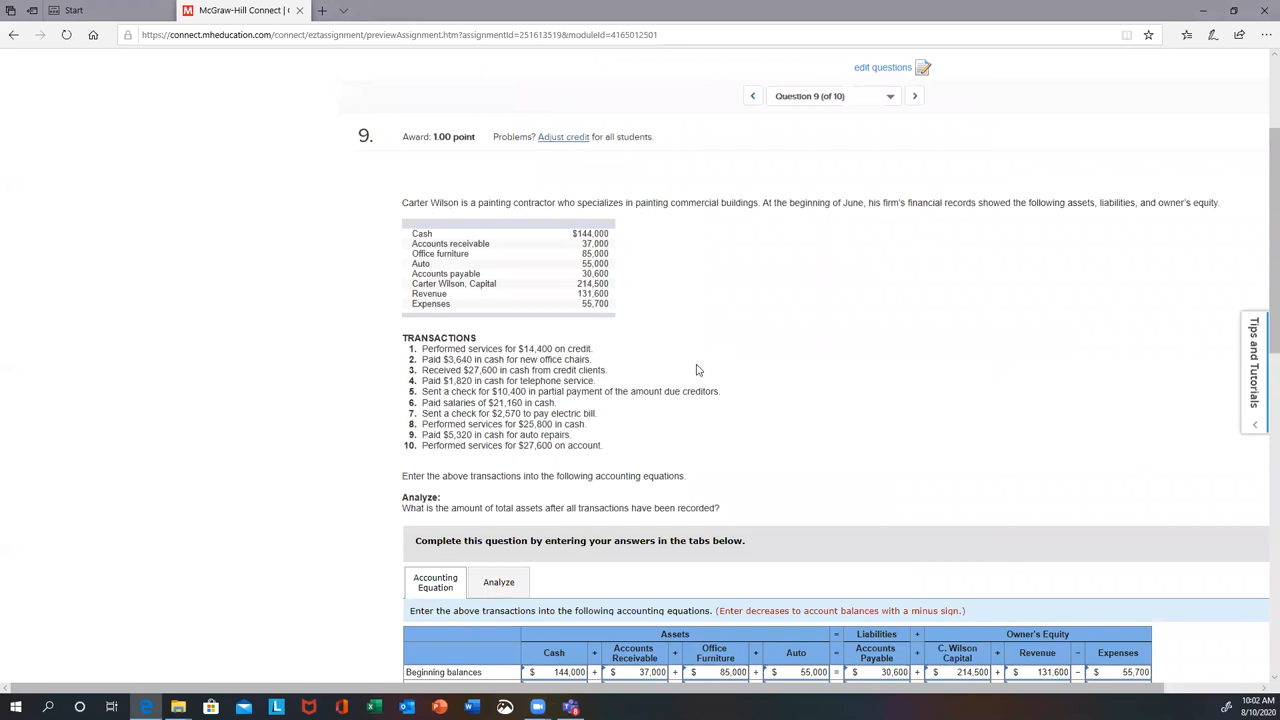 Start
McGraw-Hill Connect | (
https://connect.mheducation.com/connect/eztassignment/previewAssignment.htm?assignmentId=251613519&moduleId=4165012501
edit questions
Question 9 (of 10)
9. Award: 1.00 point Problems? Adjust credit for all students.
Carter Wilson is a painting contractor who specializes in painting commercial buildings. At the beginning of June, his firm's financial records showed the following assets, liabilities, and owner's equity.
Cash $144,000
Accounts receivable 37,000
Office furniture 85,000
Auto 55,000
Accounts payable 30,600
Carter Wilson, Capital 214,500
Revenue 131,600
Expenses 55,700
TRANSACTIONS
1. Performed services for $14,400 on credit.
2. Paid $3,640 in cash for new office chairs.
3. Received $27,600 in cash from credit clients.
4. Paid $1,820 in cash for telephone service.
5. Sent a check for $10,400 in partial payment of the amount due creditors.
6. Paid salaries of $21,160 in cash.
7. Sent a check for $2,570 to pay electric bill.
8. Performed services for $25,800 in cash.
9. Paid $5,320 in cash for auto repairs.
10. Performed services for $27,600 on account.
Enter the above transactions into the following accounting equations.
Analyze:
What is the amount of total assets after all transactions have been recorded?
Complete this question by entering your answers in the tabs below.
Accounting Equation
Analyze
Enter the above transactions into the following accounting equations. (Enter decreases to account balances with a minus sign.)
Assets = Liabilities + Owner's Equity
Cash + Accounts Receivable + Office Furniture + Auto = Accounts Payable + C. Wilson Capital + Revenue − Expenses
Beginning balances $ 144,000 + $ 37,000 + $ 85,000 + $ 55,000 = $ 30,600 + $ 214,500 + $ 131,600 − $ 55,700
Tips and Tutorials
10:02 AM
8/10/2020